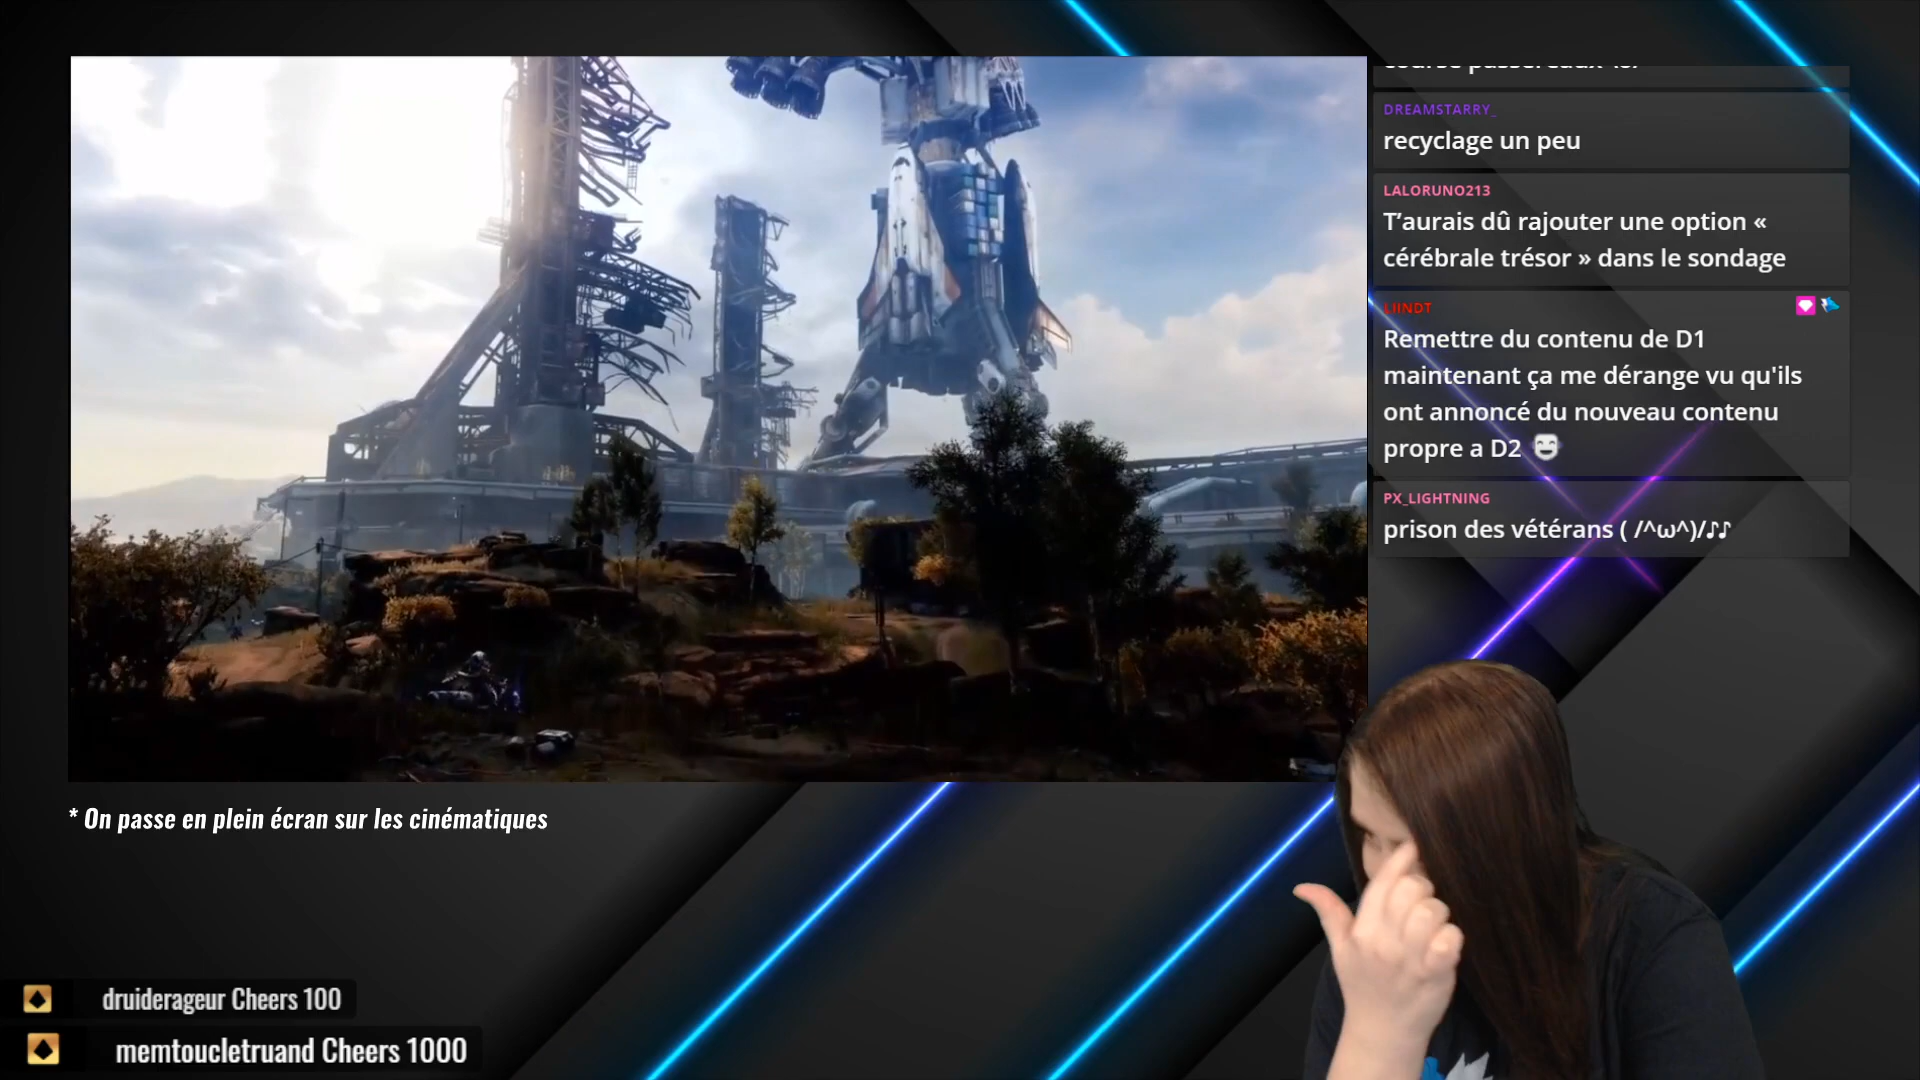 DREAMSTARRY_
recyclage un peu
LALORUNO213
T’aurais dû rajouter une option «
cérébrale trésor » dans le sondage
LIINDT
Remettre du contenu de D1
maintenant ça me dérange vu qu'ils
ont annoncé du nouveau contenu
propre a D2
PX_LIGHTNING
prison des vétérans ( /^ω^)/♪♪
* On passe en plein écran sur les cinématiques
druiderageur Cheers 100
memtoucletruand Cheers 1000